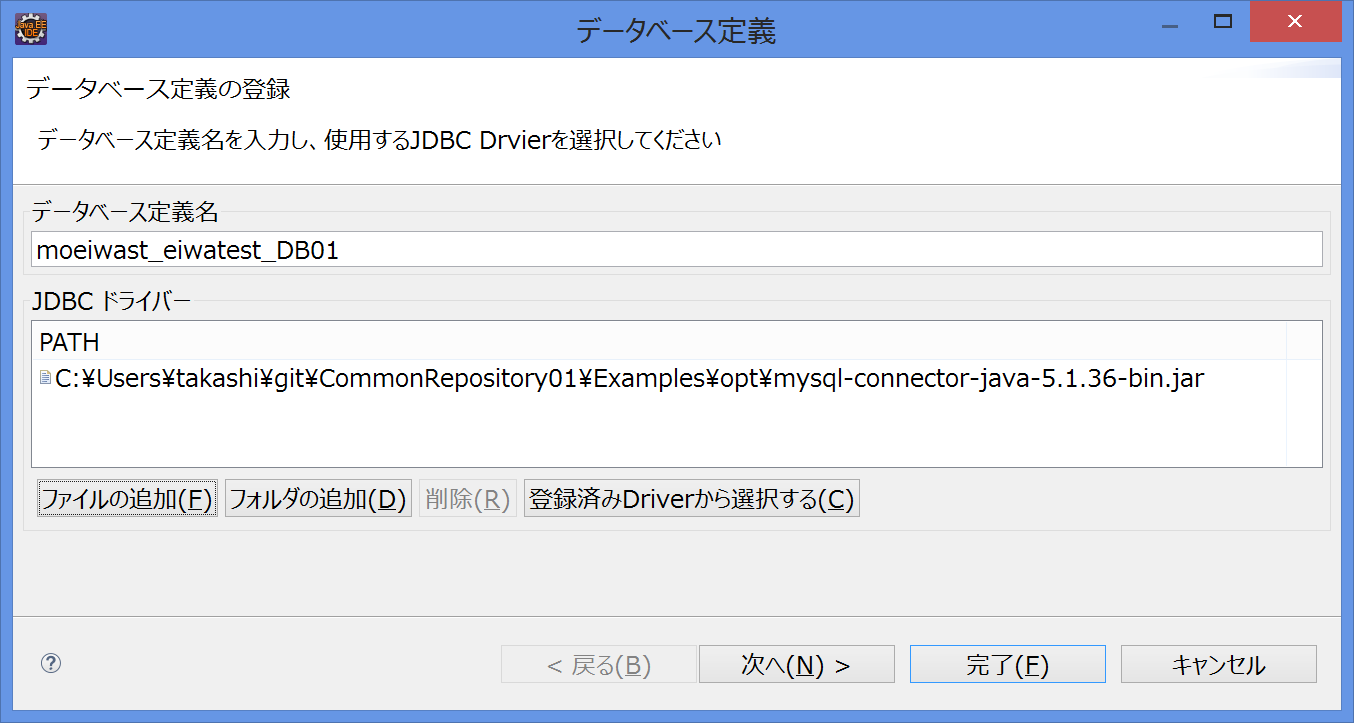 Java EE
IDE
データベース定義
データベース定義の登録
データベース定義名を入力し、使用するJDBC Drvierを選択してください
データベース定義名
moeiwast_eiwatest_DB01
JDBC ドライバー
PATH
C:¥Users¥takashi¥git¥CommonRepository01¥Examples¥opt¥mysql-connector-java-5.1.36-bin.jar
ファイルの追加(F) フォルダの追加(D) 削除(R) 登録済みDriverから選択する(C)
? < 戻る(B) 次へ(N) > 完了(F) キャンセル